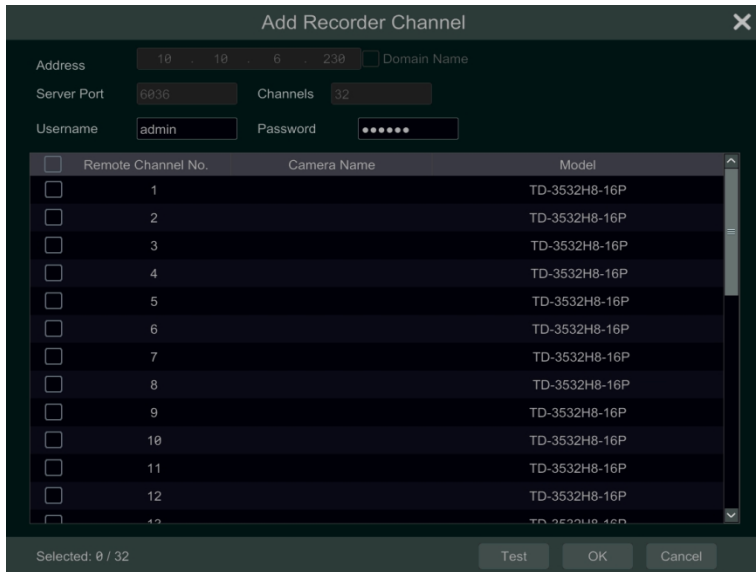 Add Recorder Channel
Address 10 . 10 . 6 . 230 Domain Name
Server Port 6036 Channels 32
Username admin Password ●●●●●●
Remote Channel No. Camera Name Model
1 TD-3532H8-16P
2 TD-3532H8-16P
3 TD-3532H8-16P
4 TD-3532H8-16P
5 TD-3532H8-16P
6 TD-3532H8-16P
7 TD-3532H8-16P
8 TD-3532H8-16P
9 TD-3532H8-16P
10 TD-3532H8-16P
11 TD-3532H8-16P
12 TD-3532H8-16P
13 TD-3532H8-16P
Selected: 0 / 32 Test OK Cancel